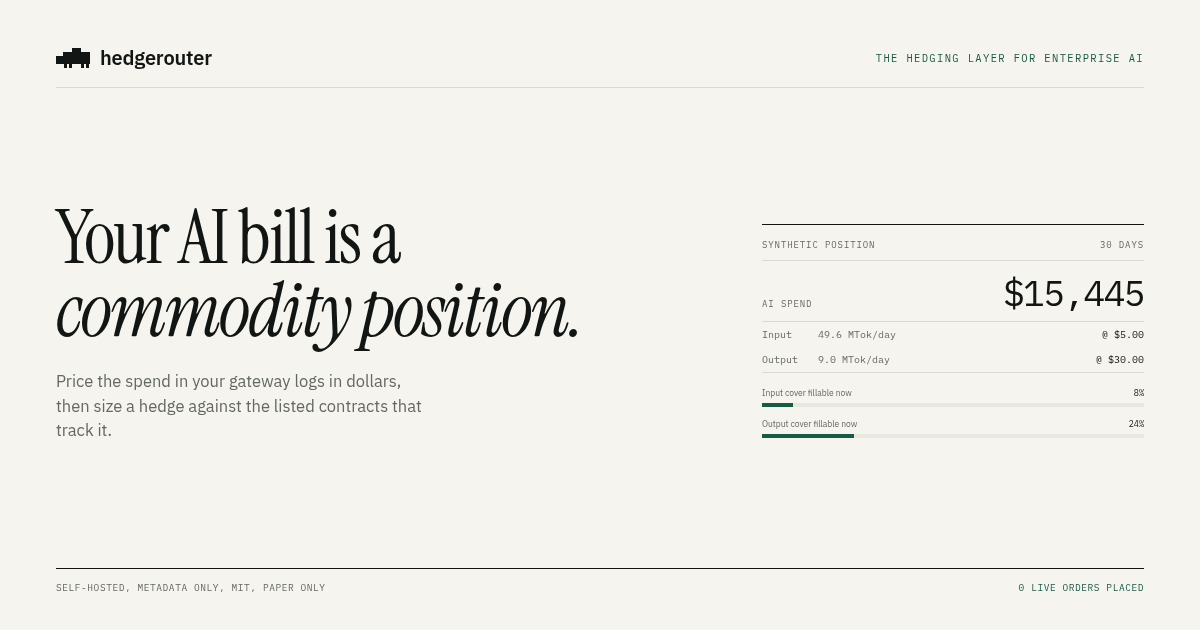 hedgerouter
THE HEDGING LAYER FOR ENTERPRISE AI
Your AI bill is a
commodity position.
Price the spend in your gateway logs in dollars,
then size a hedge against the listed contracts that
track it.
SYNTHETIC POSITION 30 DAYS
AI SPEND $15,445
Input 49.6 MTok/day @ $5.00
Output 9.0 MTok/day @ $30.00
Input cover fillable now 8%
Output cover fillable now 24%
SELF-HOSTED, METADATA ONLY, MIT, PAPER ONLY
0 LIVE ORDERS PLACED